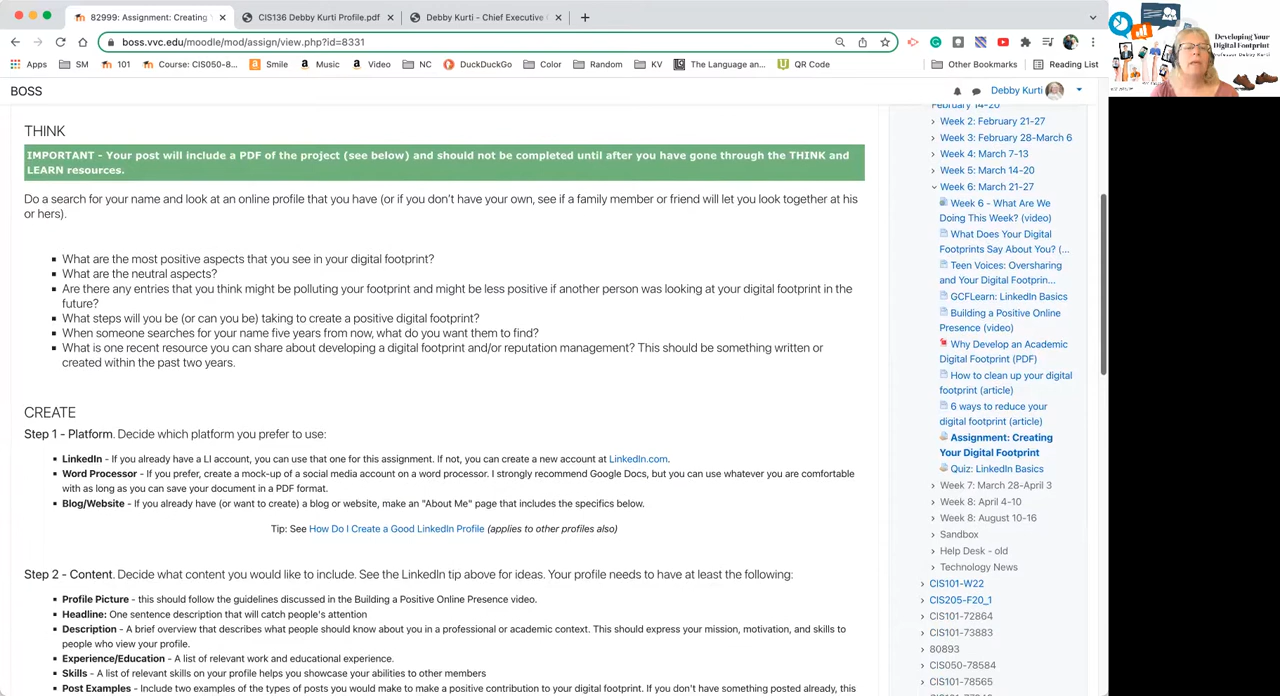 82999: Assignment: Creating
CIS136 Debby Kurti Profile.pdf
Debby Kurti - Chief Executive
boss.vvc.edu/moodle/mod/assign/view.php?id=8331
Apps
SM
101
Course: CIS050-8...
Smile
Music
Video
NC
DuckDuckGo
Color
Random
KV
The Language an...
QR Code
Other Bookmarks
Reading List
Developing Your
Digital Footprint
Professor Debby Kurti
BOSS
Debby Kurti
THINK
IMPORTANT - Your post will include a PDF of the project (see below) and should not be completed until after you have gone through the THINK and
LEARN resources.
Do a search for your name and look at an online profile that you have (or if you don't have your own, see if a family member or friend will let you look together at his
or hers).
What are the most positive aspects that you see in your digital footprint?
What are the neutral aspects?
Are there any entries that you think might be polluting your footprint and might be less positive if another person was looking at your digital footprint in the
future?
What steps will you be (or can you be) taking to create a positive digital footprint?
When someone searches for your name five years from now, what do you want them to find?
What is one recent resource you can share about developing a digital footprint and/or reputation management? This should be something written or
created within the past two years.
CREATE
Step 1 - Platform. Decide which platform you prefer to use:
LinkedIn - If you already have a LI account, you can use that one for this assignment. If not, you can create a new account at LinkedIn.com.
Word Processor - If you prefer, create a mock-up of a social media account on a word processor. I strongly recommend Google Docs, but you can use whatever you are comfortable
with as long as you can save your document in a PDF format.
Blog/Website - If you already have (or want to create) a blog or website, make an "About Me" page that includes the specifics below.
Tip: See How Do I Create a Good LinkedIn Profile (applies to other profiles also)
Step 2 - Content. Decide what content you would like to include. See the LinkedIn tip above for ideas. Your profile needs to have at least the following:
Profile Picture - this should follow the guidelines discussed in the Building a Positive Online Presence video.
Headline: One sentence description that will catch people's attention
Description - A brief overview that describes what people should know about you in a professional or academic context. This should express your mission, motivation, and skills to
people who view your profile.
Experience/Education - A list of relevant work and educational experience.
Skills - A list of relevant skills on your profile helps you showcase your abilities to other members
Post Examples - Include two examples of the types of posts you would make to make a positive contribution to your digital footprint. If you don't have something posted already, this
February 14-20
Week 2: February 21-27
Week 3: February 28-March 6
Week 4: March 7-13
Week 5: March 14-20
Week 6: March 21-27
Week 6 - What Are We
Doing This Week? (video)
What Does Your Digital
Footprints Say About You? (...
Teen Voices: Oversharing
and Your Digital Footprin...
GCFLearn: LinkedIn Basics
Building a Positive Online
Presence (video)
Why Develop an Academic
Digital Footprint (PDF)
How to clean up your digital
footprint (article)
6 ways to reduce your
digital footprint (article)
Assignment: Creating
Your Digital Footprint
Quiz: LinkedIn Basics
Week 7: March 28-April 3
Week 8: April 4-10
Week 8: August 10-16
Sandbox
Help Desk - old
Technology News
CIS101-W22
CIS205-F20_1
CIS101-72864
CIS101-73883
80893
CIS050-78584
CIS101-78565